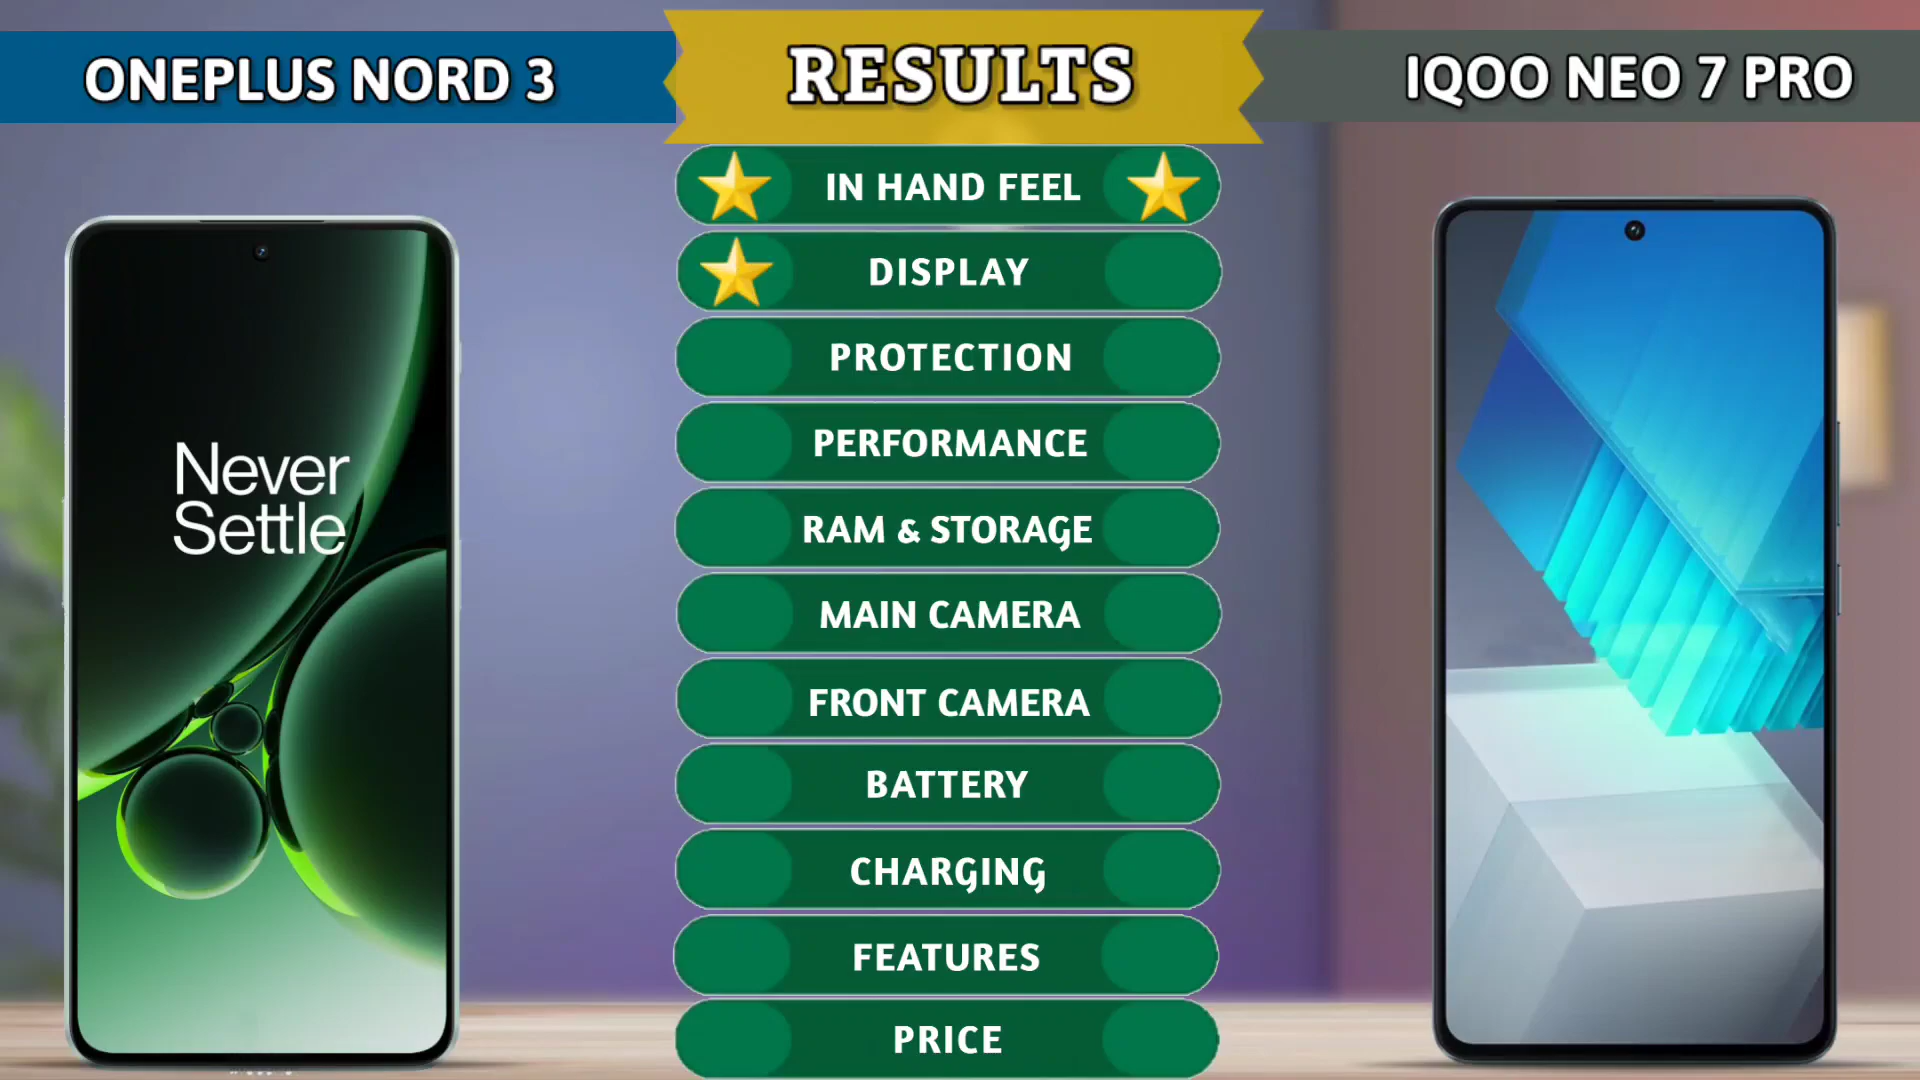 ONEPLUS NORD 3
RESULTS
IQOO NEO 7 PRO
IN HAND FEEL
DISPLAY
PROTECTION
PERFORMANCE
RAM & STORAGE
MAIN CAMERA
FRONT CAMERA
BATTERY
CHARGING
FEATURES
PRICE
Never
Settle